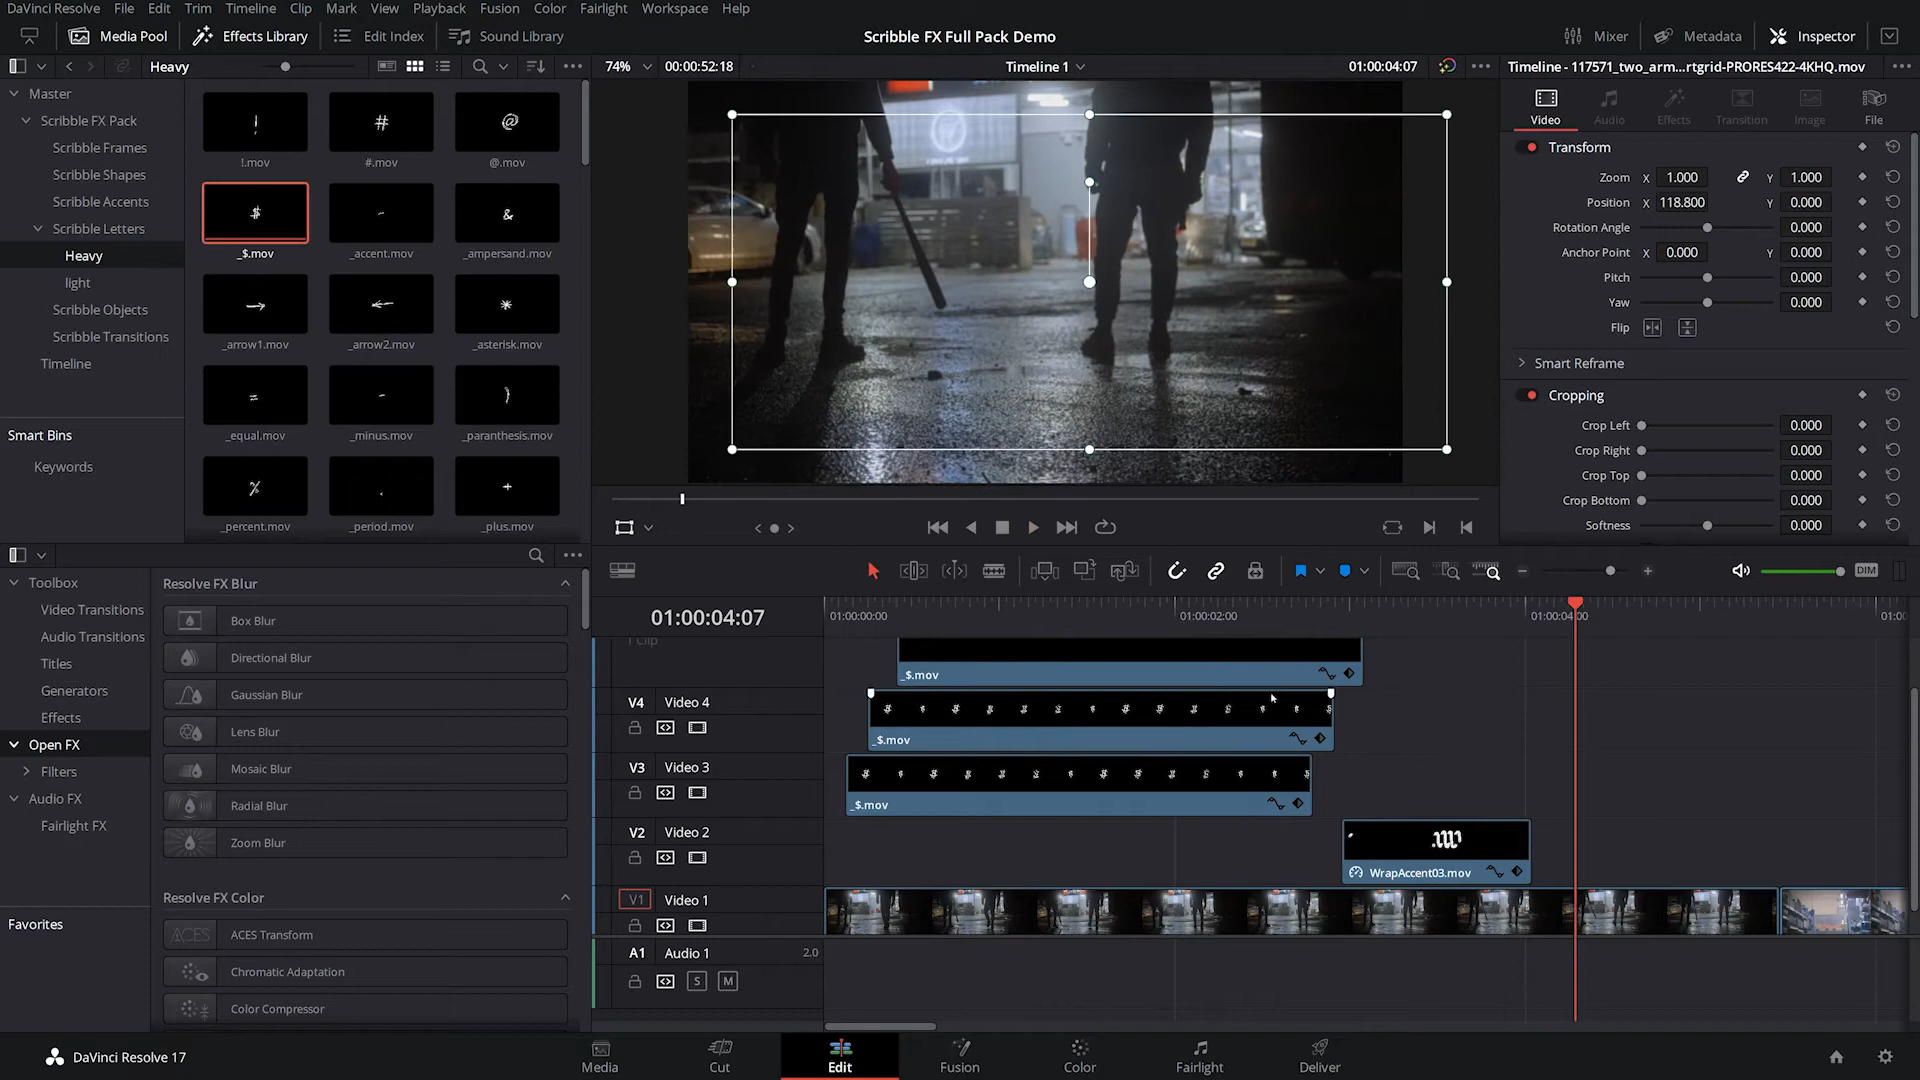 DaVinci Resolve File Edit Trim Timeline Clip Mark View Playback Fusion Color Fairlight Workspace Help
Media Pool Effects Library Edit Index Sound Library Scribble FX Full Pack Demo Mixer Metadata Inspector
Heavy 74% 00:00:52:18 Timeline 1 01:00:04:07 Timeline - 117571_two_arm...rtgrid-PRORES422-4KHQ.mov
Master
Scribble FX Pack
Scribble Frames
Scribble Shapes
Scribble Accents
Scribble Letters
Heavy
light
Scribble Objects
Scribble Transitions
Timeline
Smart Bins
Keywords
!.mov #.mov @.mov
_$.mov _accent.mov _ampersand.mov
_arrow1.mov _arrow2.mov _asterisk.mov
_equal.mov _minus.mov _paranthesis.mov
_percent.mov _period.mov _plus.mov
Video Audio Effects Transition Image File
Transform
Zoom X 1.000 Y 1.000
Position X 118.800 Y 0.000
Rotation Angle 0.000
Anchor Point X 0.000 Y 0.000
Pitch 0.000
Yaw 0.000
Flip
Smart Reframe
Cropping
Crop Left 0.000
Crop Right 0.000
Crop Top 0.000
Crop Bottom 0.000
Softness 0.000
Toolbox
Video Transitions
Audio Transitions
Titles
Generators
Effects
Open FX
Filters
Audio FX
Fairlight FX
Favorites
Resolve FX Blur
Box Blur
Directional Blur
Gaussian Blur
Lens Blur
Mosaic Blur
Radial Blur
Zoom Blur
Resolve FX Color
ACES ACES Transform
Chromatic Adaptation
Color Compressor
DIM
01:00:04:07 01:00:00:00 01:00:02:00 01:00:04:00
1 Clip
_$.mov
V4 Video 4
_$.mov
V3 Video 3
_$.mov
V2 Video 2
WrapAccent03.mov
V1 Video 1
A1 Audio 1 2.0
S M
DaVinci Resolve 17 Media Cut Edit Fusion Color Fairlight Deliver